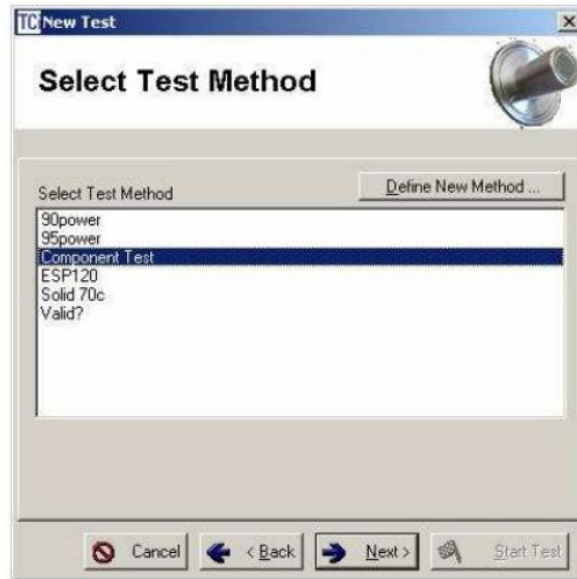 TC New Test
Select Test Method
Define New Method ...
Select Test Method
90power
95power
Component Test
ESP120
Solid 70c
Valid?
Cancel
< Back
Next >
Start Test